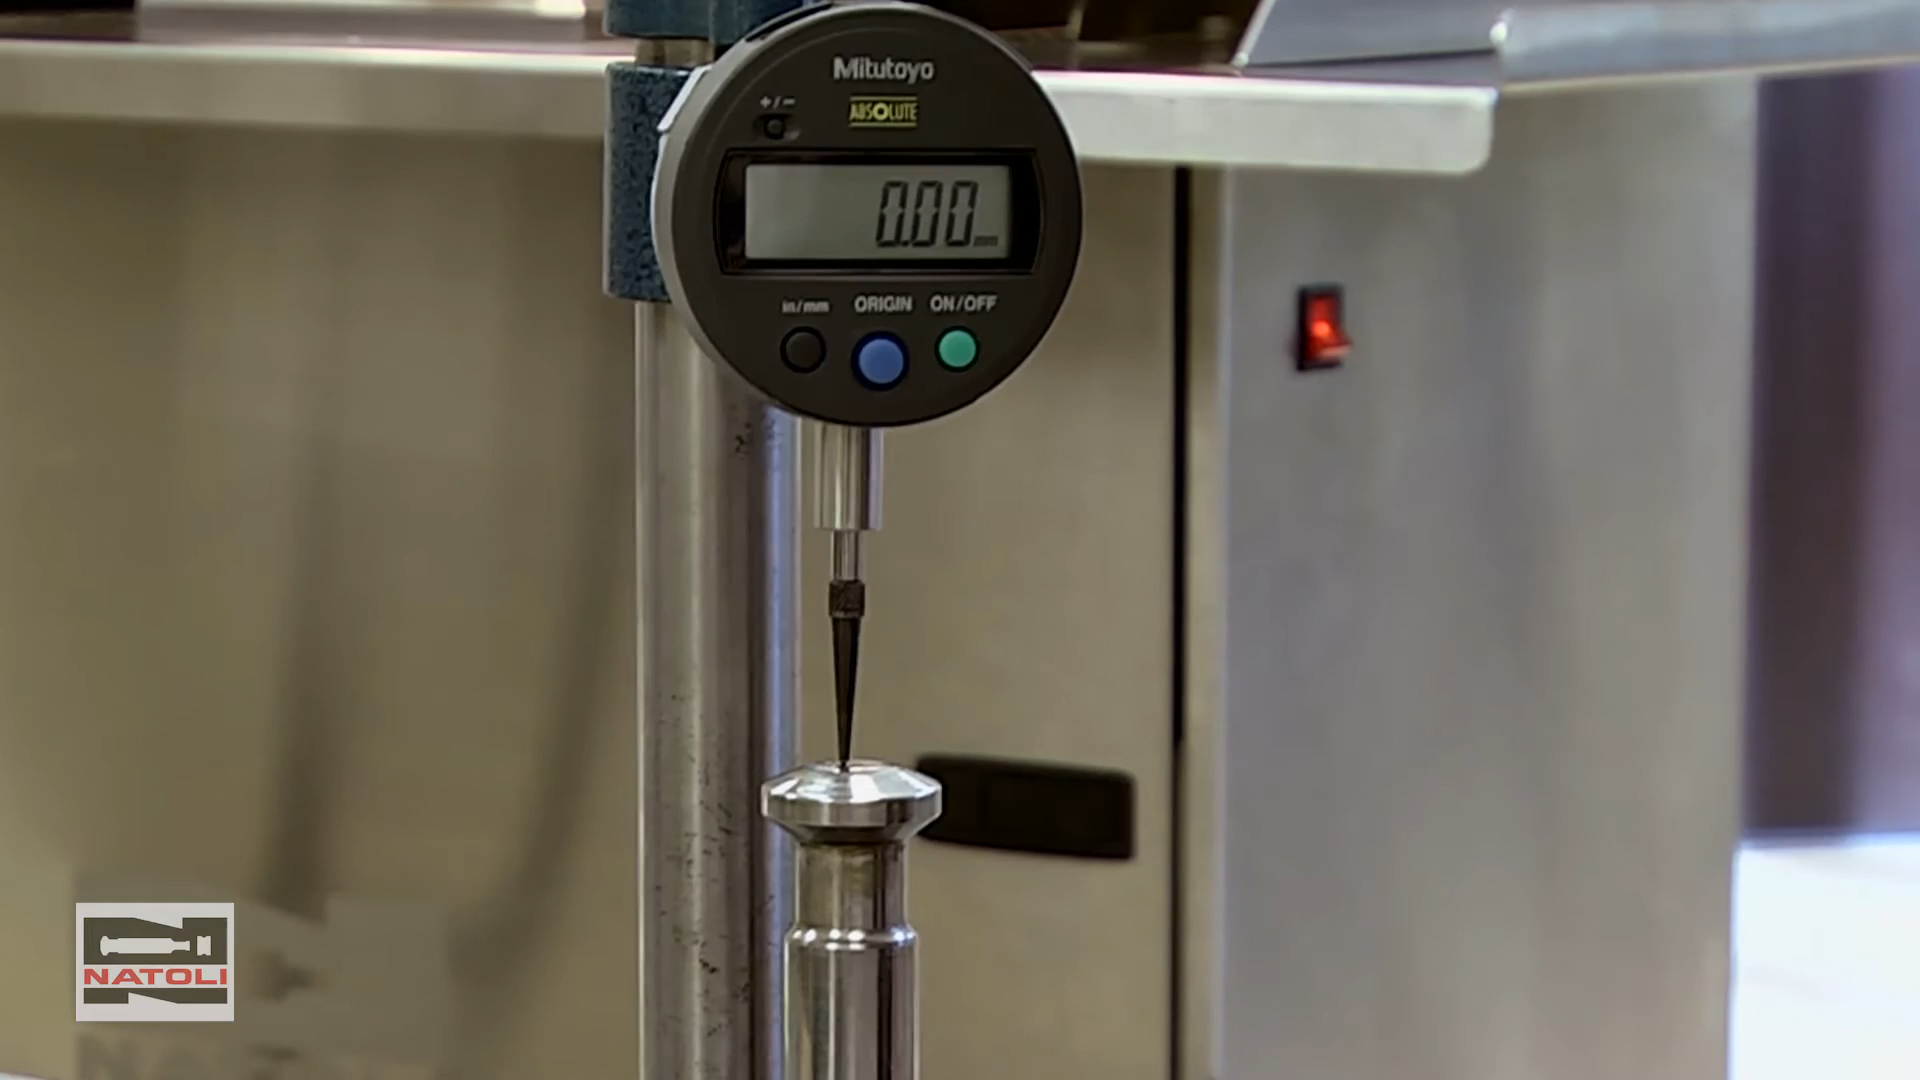 Mitutoyo
ABSOLUTE
+/−
0.00 mm
in/mm ORIGIN ON/OFF
NATOLI